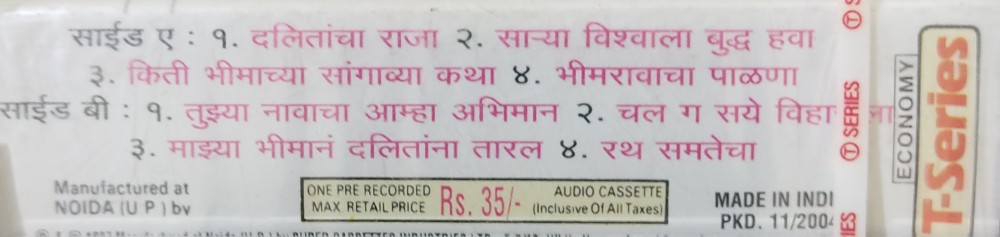 साईड ए : १. दलितांचा राजा २. साऱ्या विश्वाला बुद्ध हवा
३. किती भीमाच्या सांगाव्या कथा ४. भीमरावाचा पाळणा
साईड बी : १. तुझ्या नावाचा आम्हा अभिमान २. चल ग सये
३. माझ्या भीमानं दलितांना तारल ४. रथ समतेचा
Manufactured at
NOIDA (U P ) by
ONE PRE RECORDED
MAX RETAIL PRICE
Rs. 35/-
AUDIO CASSETTE
(Inclusive Of All Taxes)
MADE IN INDI
PKD. 11/2004
T SERIES
ECONOMY
T-Series